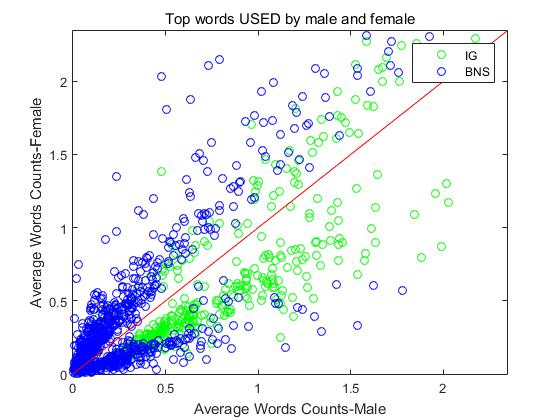 Top words USED by male and female
IG
BNS
Average Words Counts-Female
2
1.5
1
0.5
0
0 0.5 1 1.5 2
Average Words Counts-Male